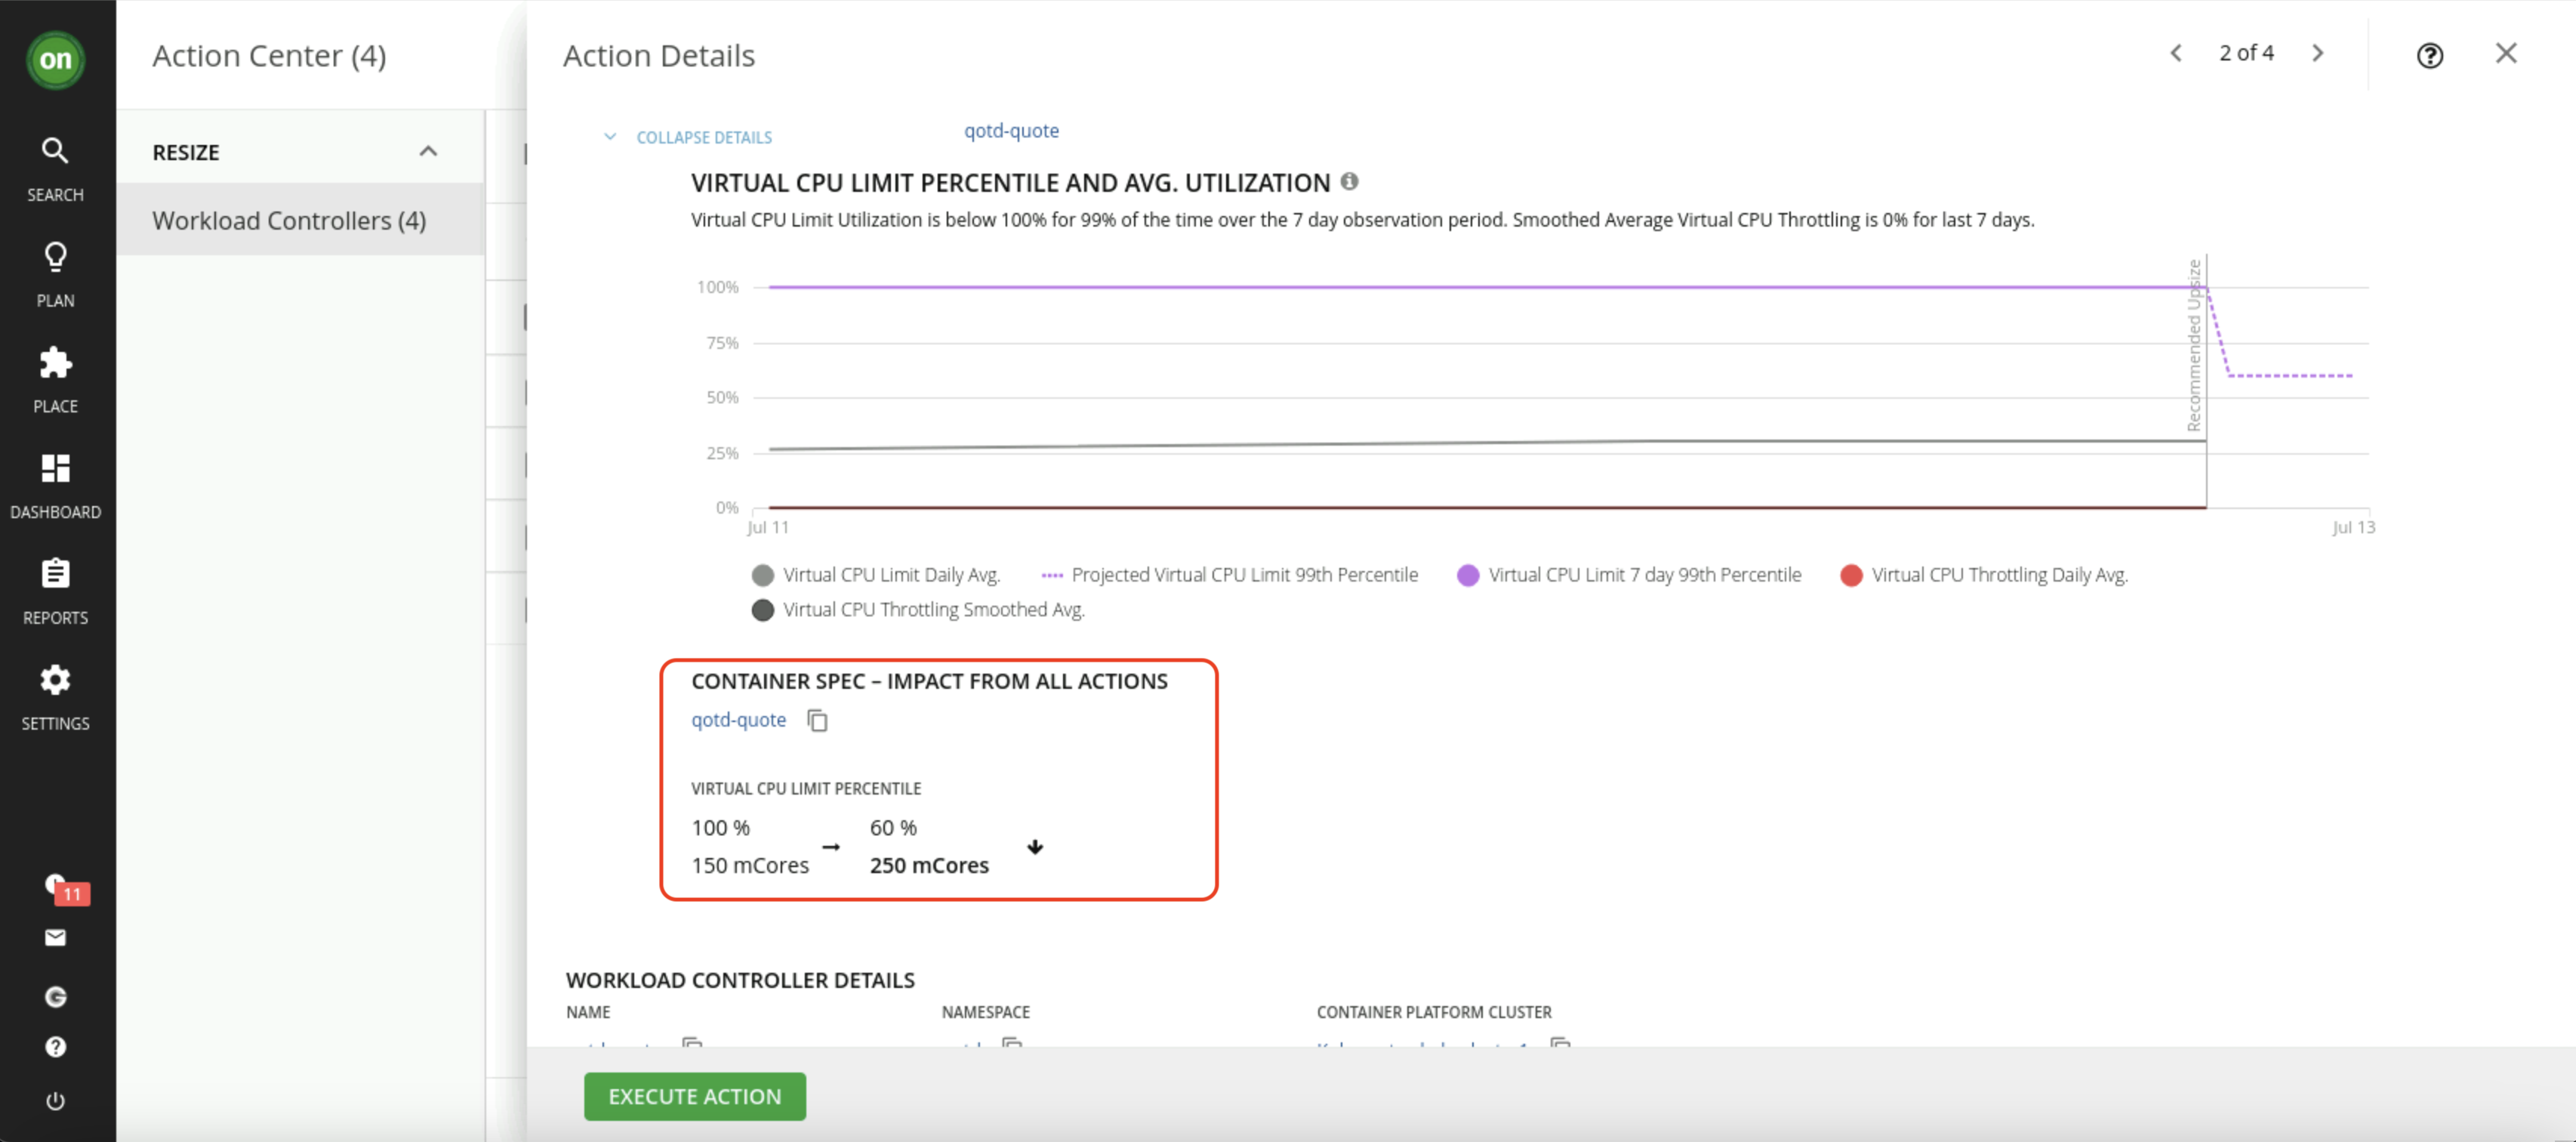 on
Action Center (4)
Action Details
2 of 4
SEARCH
PLAN
PLACE
DASHBOARD
REPORTS
SETTINGS
11
RESIZE
Workload Controllers (4)
COLLAPSE DETAILS
qotd-quote
VIRTUAL CPU LIMIT PERCENTILE AND AVG. UTILIZATION
Virtual CPU Limit Utilization is below 100% for 99% of the time over the 7 day observation period. Smoothed Average Virtual CPU Throttling is 0% for last 7 days.
100%
75%
50%
25%
0%
Recommended Upsize
Jul 11
Jul 13
Virtual CPU Limit Daily Avg.
Projected Virtual CPU Limit 99th Percentile
Virtual CPU Limit 7 day 99th Percentile
Virtual CPU Throttling Daily Avg.
Virtual CPU Throttling Smoothed Avg.
CONTAINER SPEC – IMPACT FROM ALL ACTIONS
qotd-quote
VIRTUAL CPU LIMIT PERCENTILE
100 % → 60 %
150 mCores 250 mCores
WORKLOAD CONTROLLER DETAILS
NAME
NAMESPACE
CONTAINER PLATFORM CLUSTER
EXECUTE ACTION